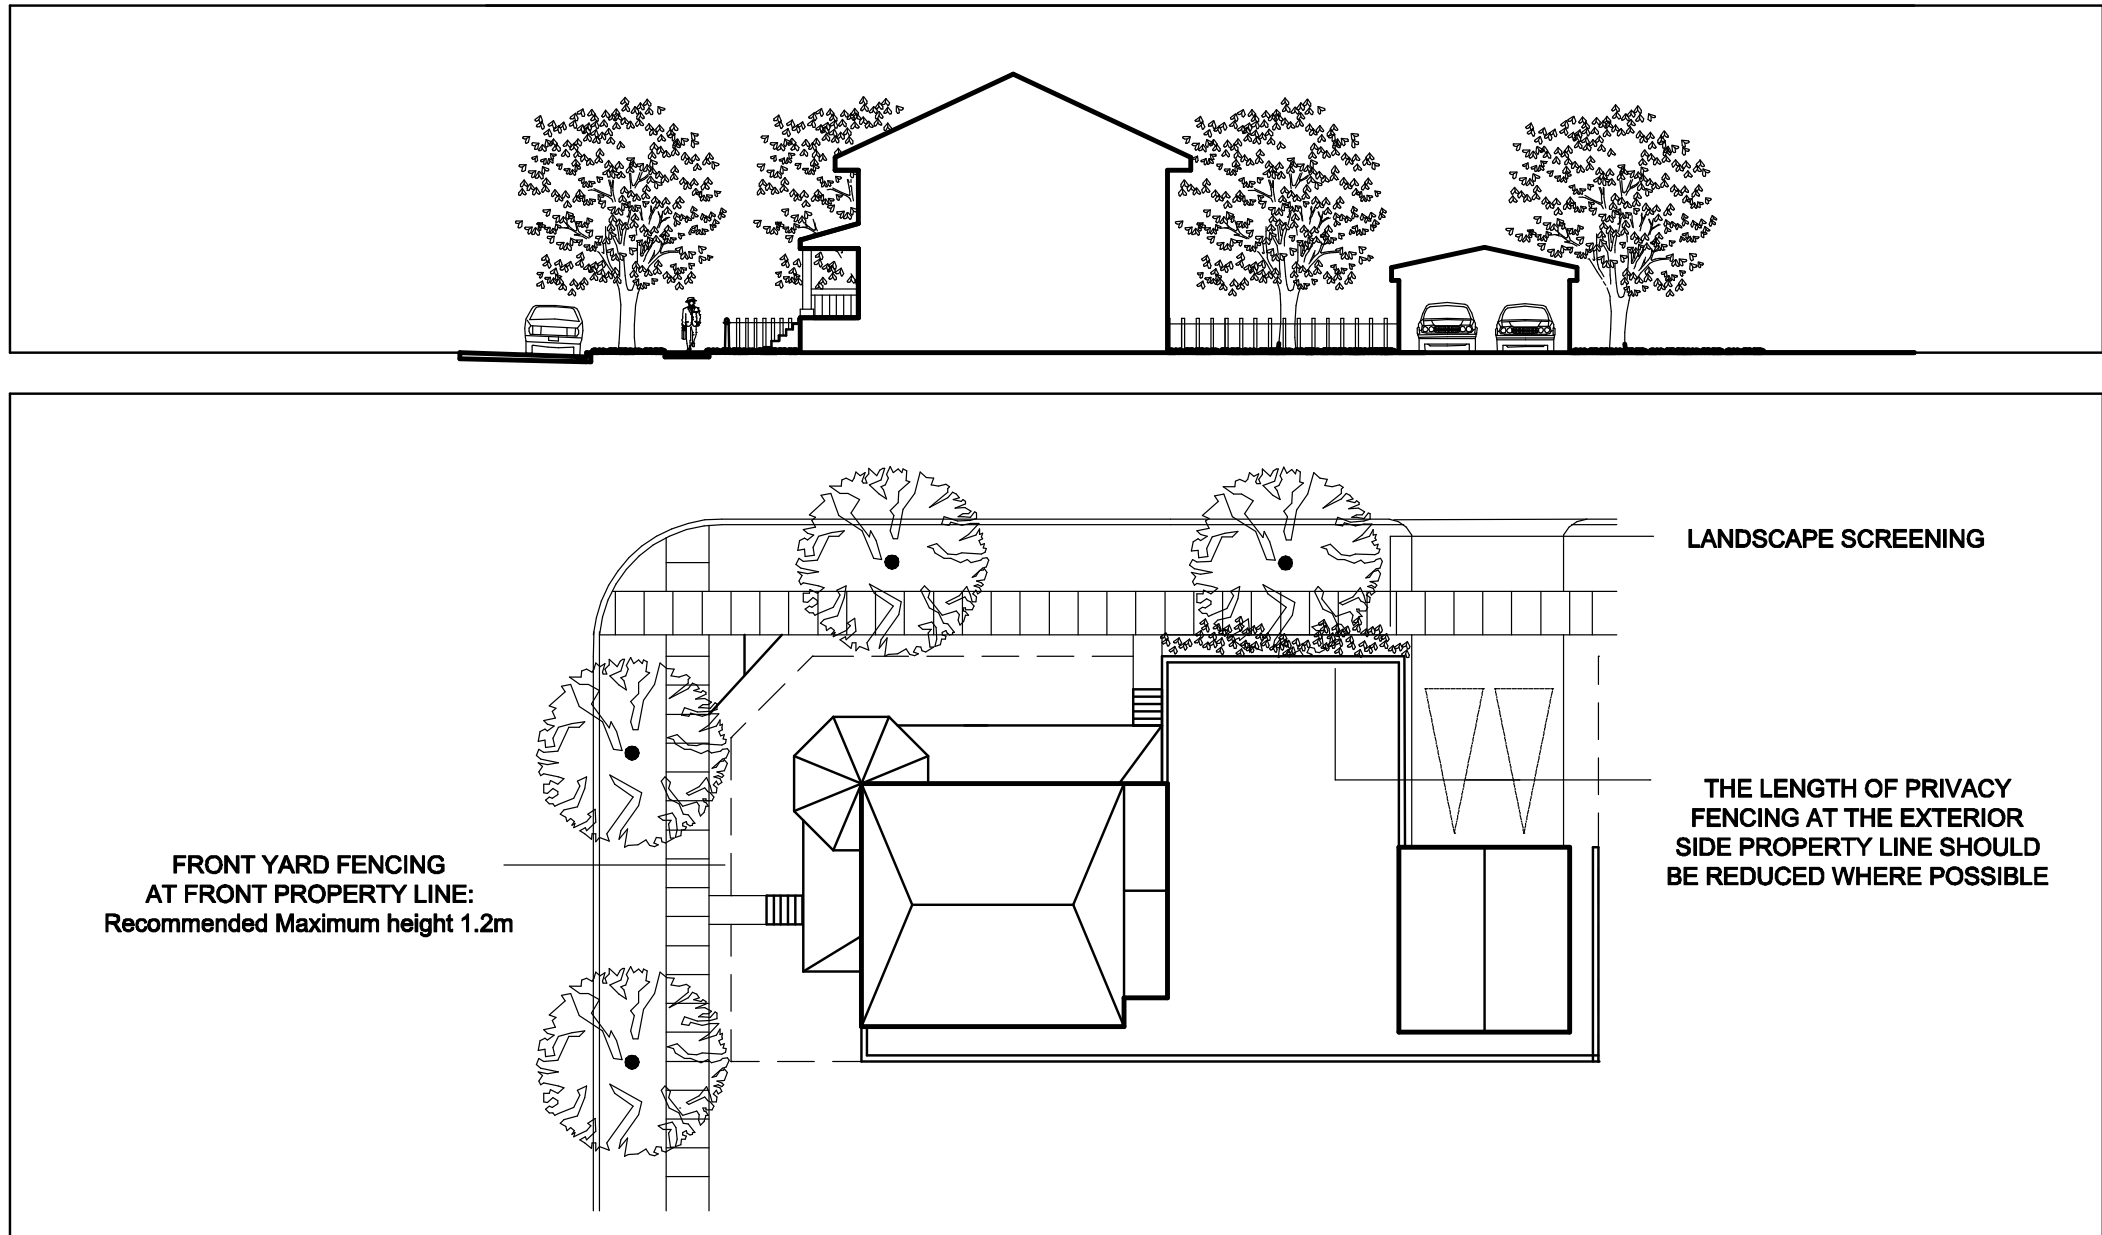 LANDSCAPE SCREENING
THE LENGTH OF PRIVACY
FENCING AT THE EXTERIOR
SIDE PROPERTY LINE SHOULD
BE REDUCED WHERE POSSIBLE
FRONT YARD FENCING
AT FRONT PROPERTY LINE:
Recommended Maximum height 1.2m